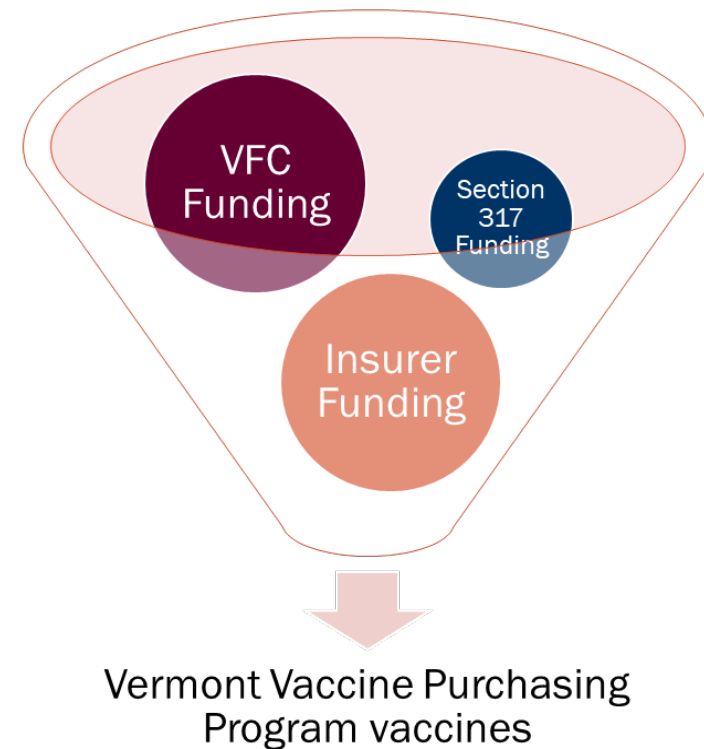 VFC
Funding
Section
317
Funding
Insurer
Funding
Vermont Vaccine Purchasing
Program vaccines